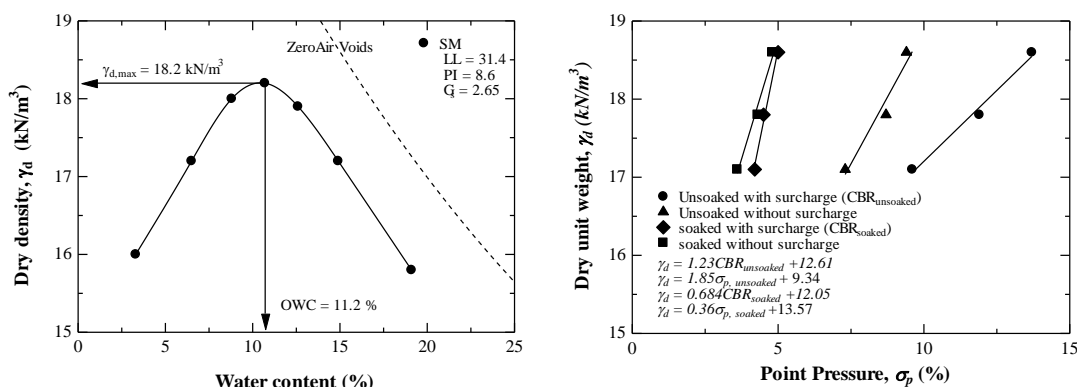 19
18
17
16
15
0
5
10
15
20
25
Dry density, γd (kN/m³)
Water content (%)
ZeroAir Voids
SM
LL = 31.4
PI = 8.6
Gs = 2.65
γd,max = 18.2 kN/m³
OWC = 11.2 %
19
18
17
16
15
0
5
10
15
Dry unit weight, γd (kN/m³)
Point Pressure, σp (%)
Unsoaked with surcharge (CBRunsoaked)
Unsoaked without surcharge
soaked with surcharge (CBRsoaked)
soaked without surcharge
γd = 1.23CBRunsoaked +12.61
γd = 1.85σp, unsoaked + 9.34
γd = 0.684CBRsoaked +12.05
γd = 0.36σp, soaked +13.57